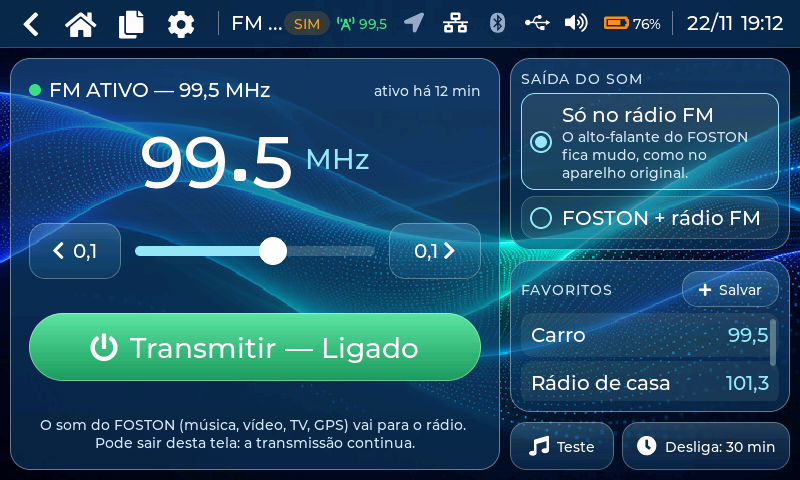 FM ... SIM 99,5 76% 22/11 19:12
FM ATIVO — 99,5 MHz
ativo há 12 min
99.5 MHz
0,1
0,1
Transmitir — Ligado
O som do FOSTON (música, vídeo, TV, GPS) vai para o rádio.
Pode sair desta tela: a transmissão continua.
SAÍDA DO SOM
Só no rádio FM
O alto-falante do FOSTON
fica mudo, como no
aparelho original.
FOSTON + rádio FM
FAVORITOS
+ Salvar
Carro 99,5
Rádio de casa 101,3
Teste
Desliga: 30 min